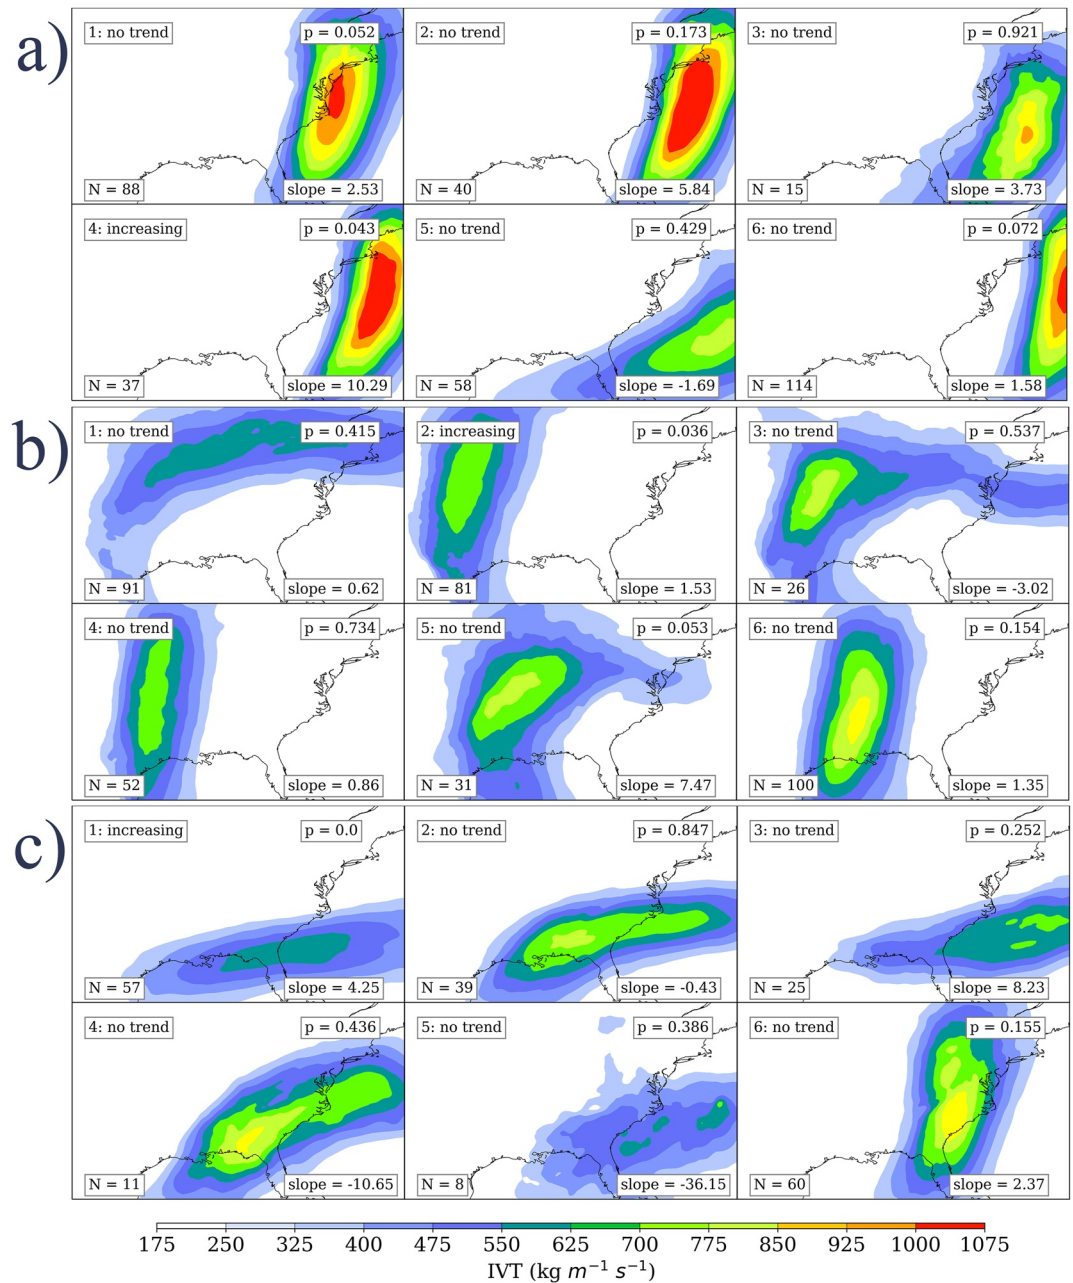 a)
1: no trend p = 0.052 2: no trend p = 0.173 3: no trend p = 0.921
N = 88 slope = 2.53 N = 40 slope = 5.84 N = 15 slope = 3.73
4: increasing p = 0.043 5: no trend p = 0.429 6: no trend p = 0.072
N = 37 slope = 10.29 N = 58 slope = -1.69 N = 114 slope = 1.58
b)
1: no trend p = 0.415 2: increasing p = 0.036 3: no trend p = 0.537
N = 91 slope = 0.62 N = 81 slope = 1.53 N = 26 slope = -3.02
4: no trend p = 0.734 5: no trend p = 0.053 6: no trend p = 0.154
N = 52 slope = 0.86 N = 31 slope = 7.47 N = 100 slope = 1.35
c)
1: increasing p = 0.0 2: no trend p = 0.847 3: no trend p = 0.252
N = 57 slope = 4.25 N = 39 slope = -0.43 N = 25 slope = 8.23
4: no trend p = 0.436 5: no trend p = 0.386 6: no trend p = 0.155
N = 11 slope = -10.65 N = 8 slope = -36.15 N = 60 slope = 2.37
175 250 325 400 475 550 625 700 775 850 925 1000 1075
IVT (kg m⁻¹ s⁻¹)